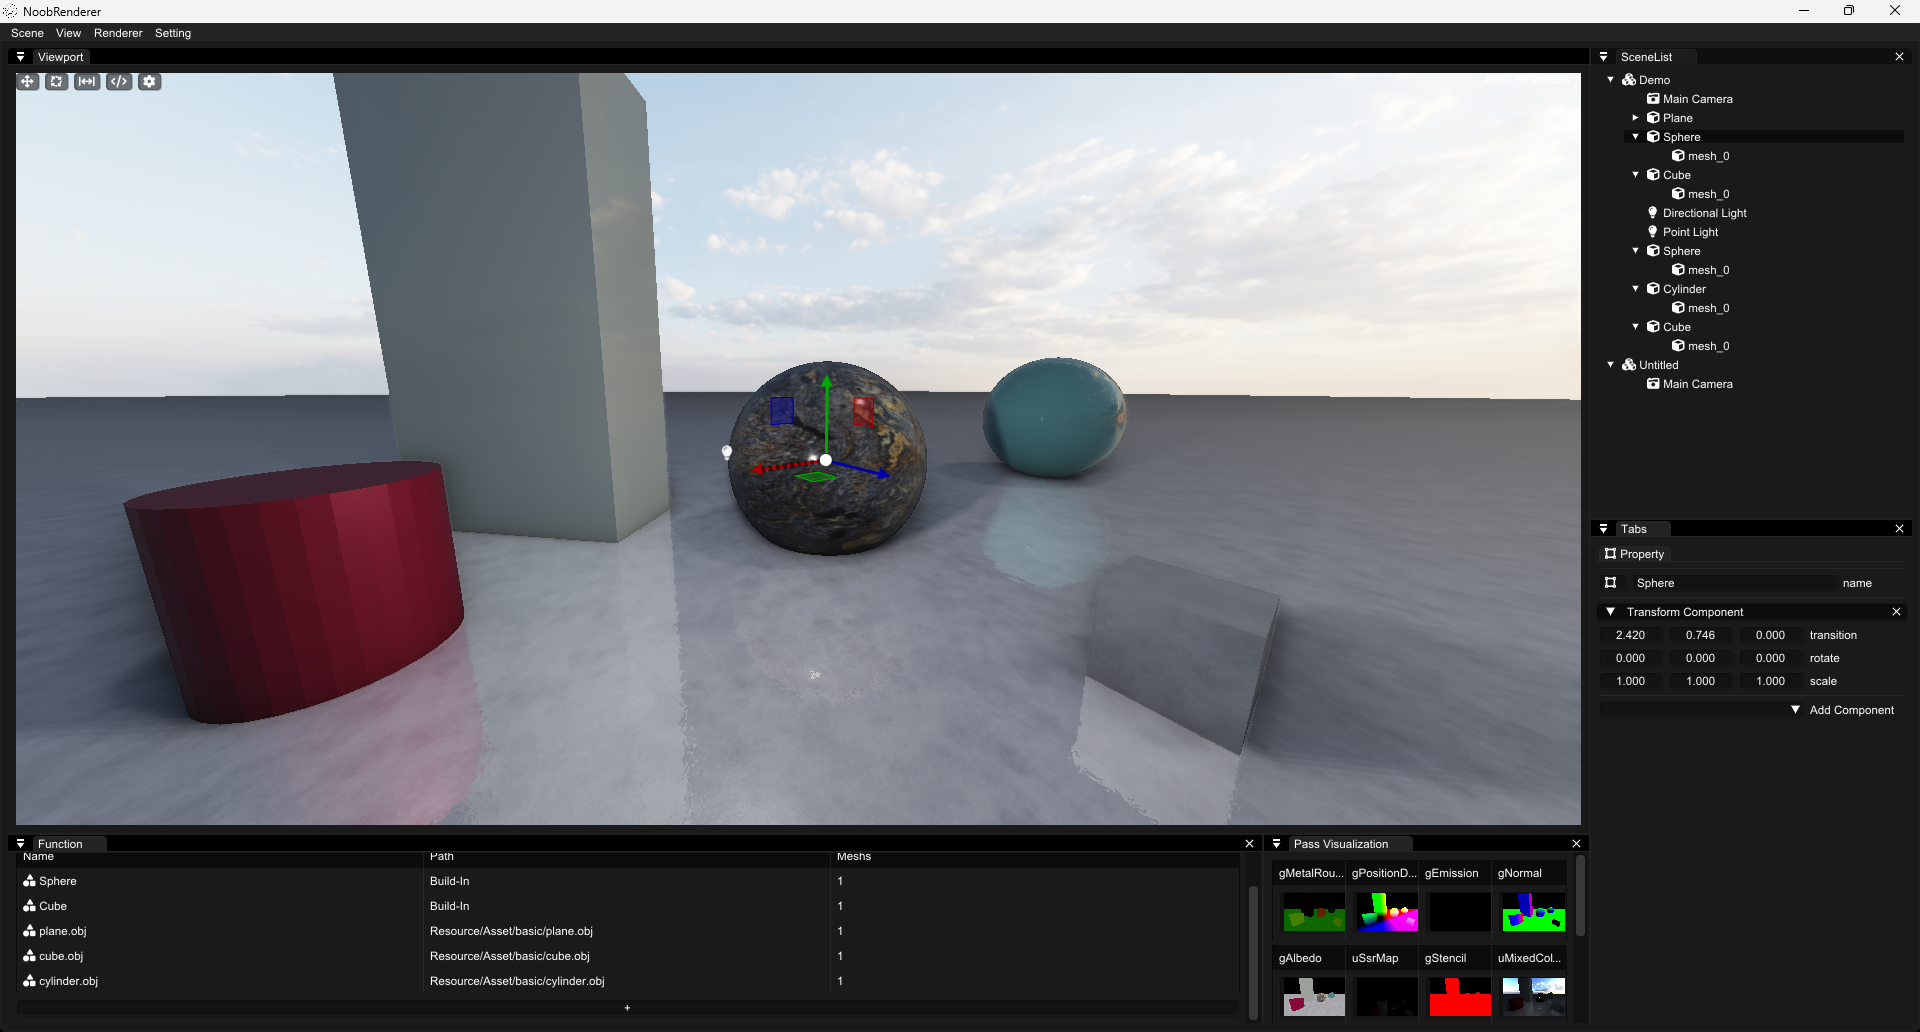 NoobRenderer
Scene View Renderer Setting
Viewport
SceneList
Demo
Main Camera
Plane
Sphere
mesh_0
Cube
mesh_0
Directional Light
Point Light
Sphere
mesh_0
Cylinder
mesh_0
Cube
mesh_0
Untitled
Main Camera
Tabs
Property
Sphere name
Transform Component
2.420 0.746 0.000 transition
0.000 0.000 0.000 rotate
1.000 1.000 1.000 scale
Add Component
Function
Name Path Meshs
Sphere Build-In 1
Cube Build-In 1
plane.obj Resource/Asset/basic/plane.obj 1
cube.obj Resource/Asset/basic/cube.obj 1
cylinder.obj Resource/Asset/basic/cylinder.obj 1
+
Pass Visualization
gMetalRou... gPositionD... gEmission gNormal
gAlbedo uSsrMap gStencil uMixedCol...